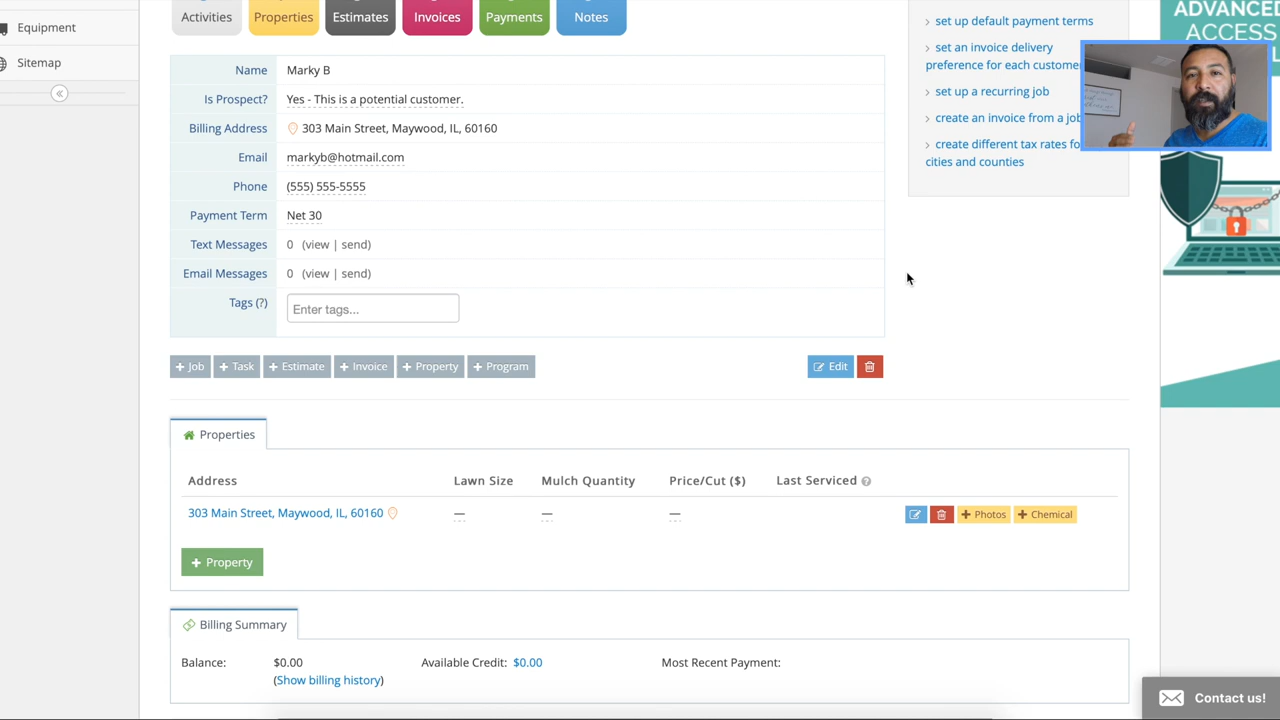 Equipment
Sitemap
Activities
Properties
Estimates
Invoices
Payments
Notes
Name Marky B
Is Prospect? Yes - This is a potential customer.
Billing Address 303 Main Street, Maywood, IL, 60160
Email markyb@hotmail.com
Phone (555) 555-5555
Payment Term Net 30
Text Messages 0 (view | send)
Email Messages 0 (view | send)
Tags (?) Enter tags...
+ Job
+ Task
+ Estimate
+ Invoice
+ Property
+ Program
Edit
set up default payment terms
set an invoice delivery
preference for each custome
set up a recurring job
create an invoice from a job
create different tax rates fo
cities and counties
ADVANCED
ACCESS
Properties
Address Lawn Size Mulch Quantity Price/Cut ($) Last Serviced ?
303 Main Street, Maywood, IL, 60160 — — —
+ Photos
+ Chemical
+ Property
Billing Summary
Balance: $0.00 Available Credit: $0.00 Most Recent Payment:
(Show billing history)
Contact us!